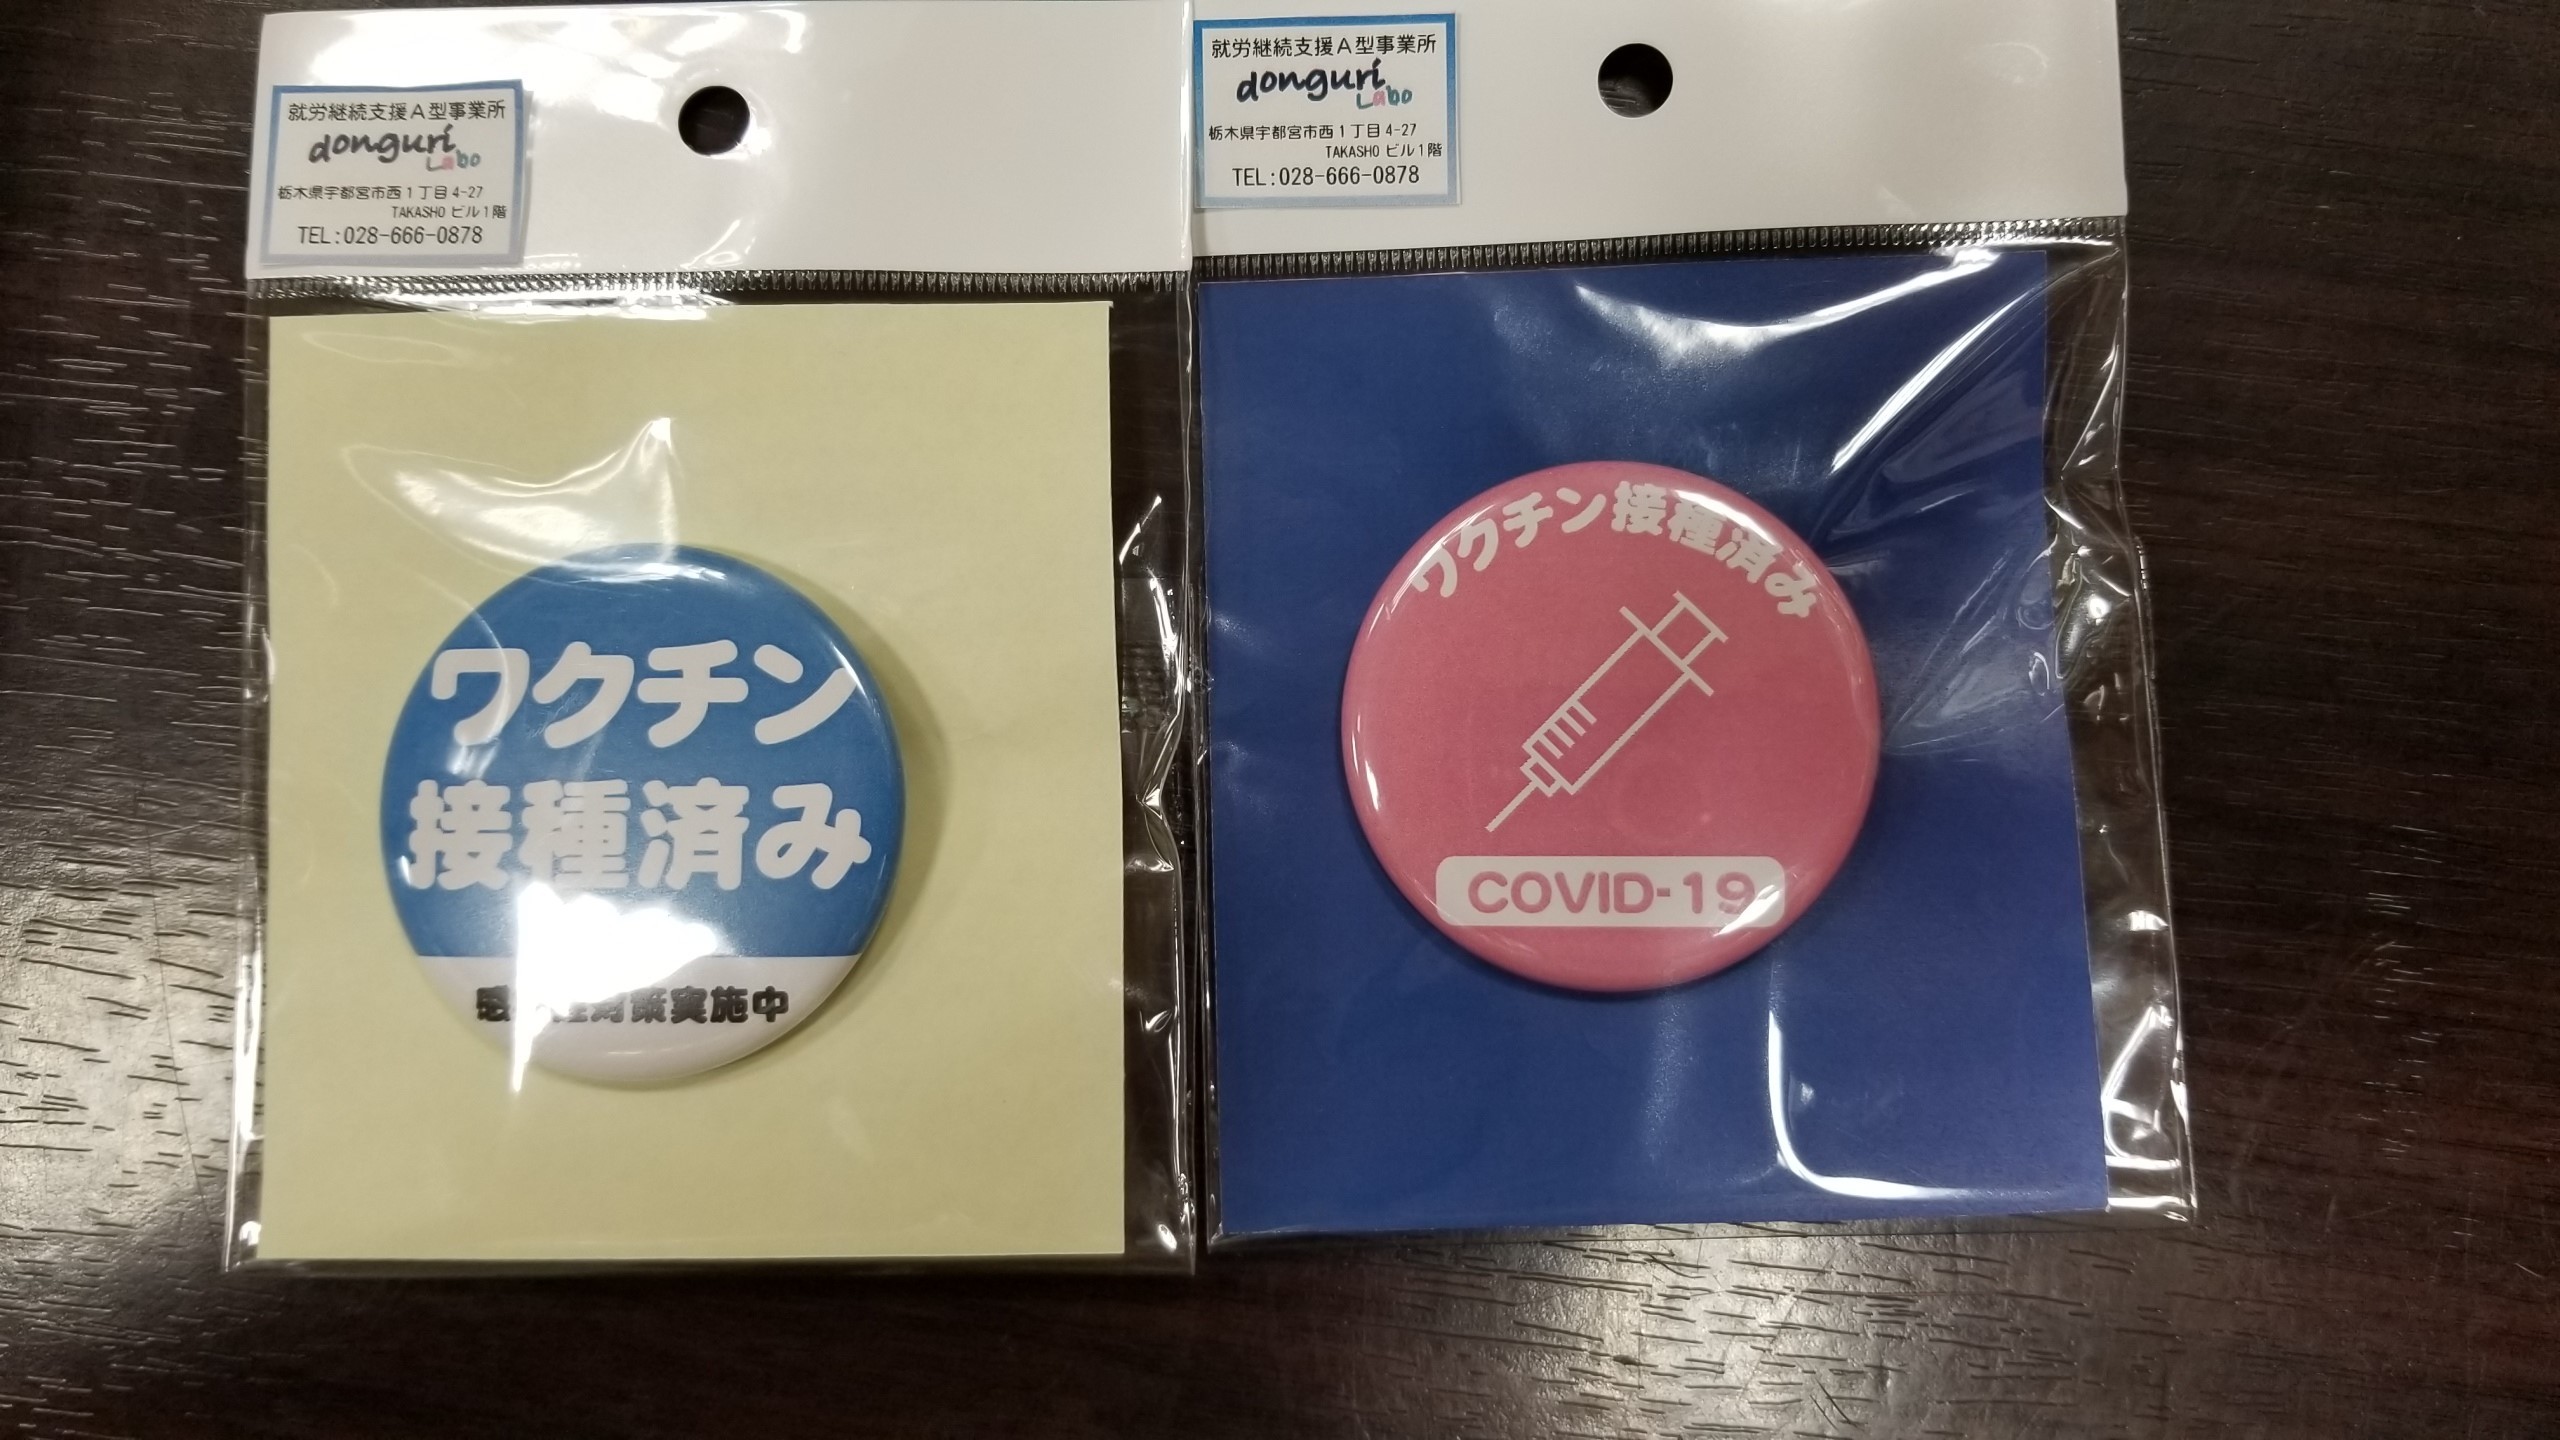 就労継続支援A型事業所
donguri
Labo
栃木県宇都宮市西1丁目4-27
TAKASHO ビル1階
TEL:028-666-0878
ワクチン
接種済み
対策実施中
就労継続支援A型事業所
donguri
Labo
栃木県宇都宮市西1丁目4-27
TAKASHO ビル1階
TEL:028-666-0878
ワクチン接種済み
COVID-19